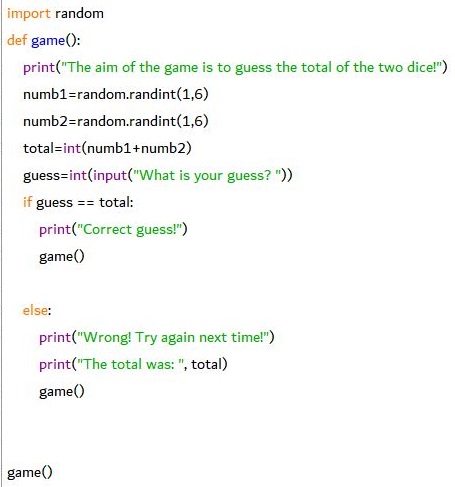 import random
def game():
    print("The aim of the game is to guess the total of the two dice!")
    numb1=random.randint(1,6)
    numb2=random.randint(1,6)
    total=int(numb1+numb2)
    guess=int(input("What is your guess? "))
    if guess == total:
        print("Correct guess!")
        game()
    else:
        print("Wrong! Try again next time!")
        print("The total was: ", total)
        game()
game()